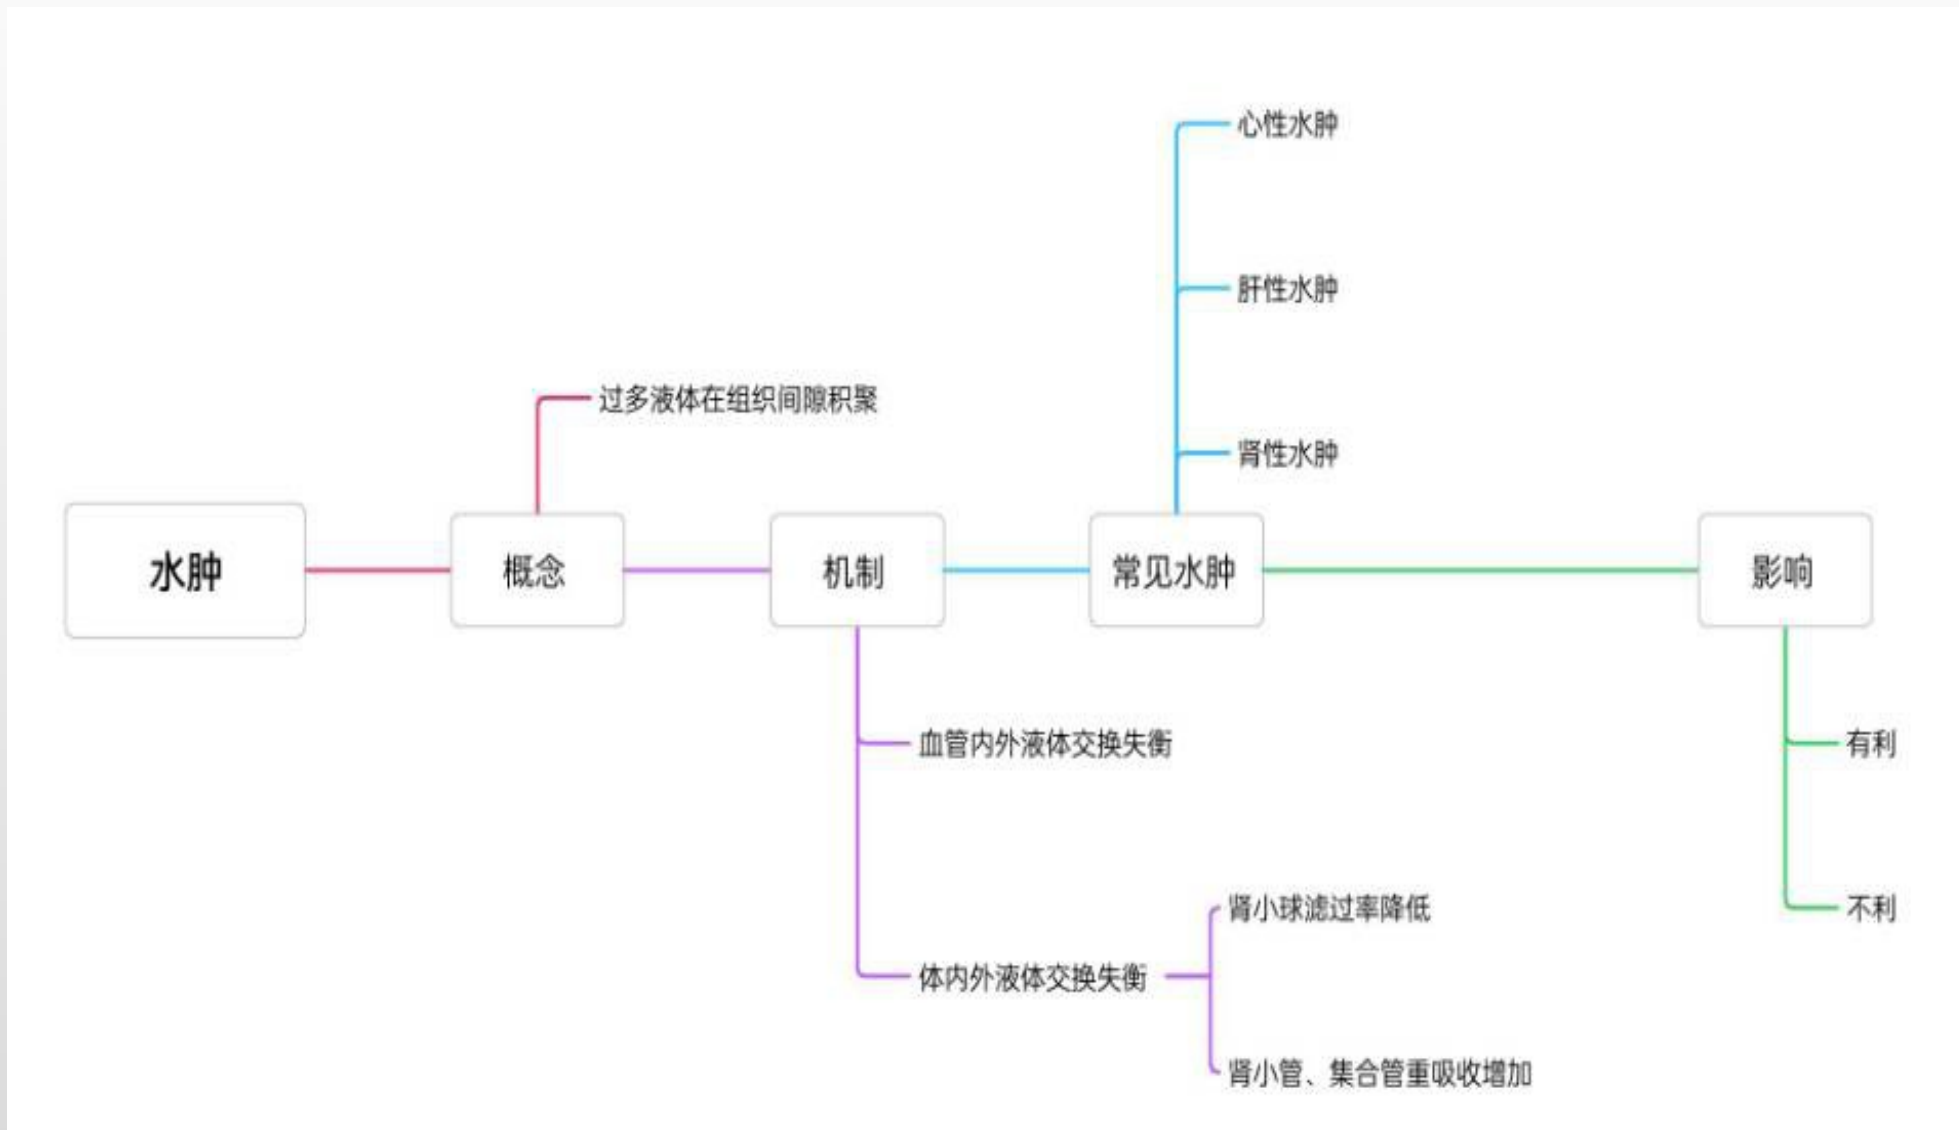 心性水肿
肝性水肿
过多液体在组织间隙积聚
肾性水肿
水肿
概念
机制
常见水肿
影响
血管内外液体交换失衡
有利
肾小球滤过率降低
不利
体内外液体交换失衡
肾小管、集合管重吸收增加